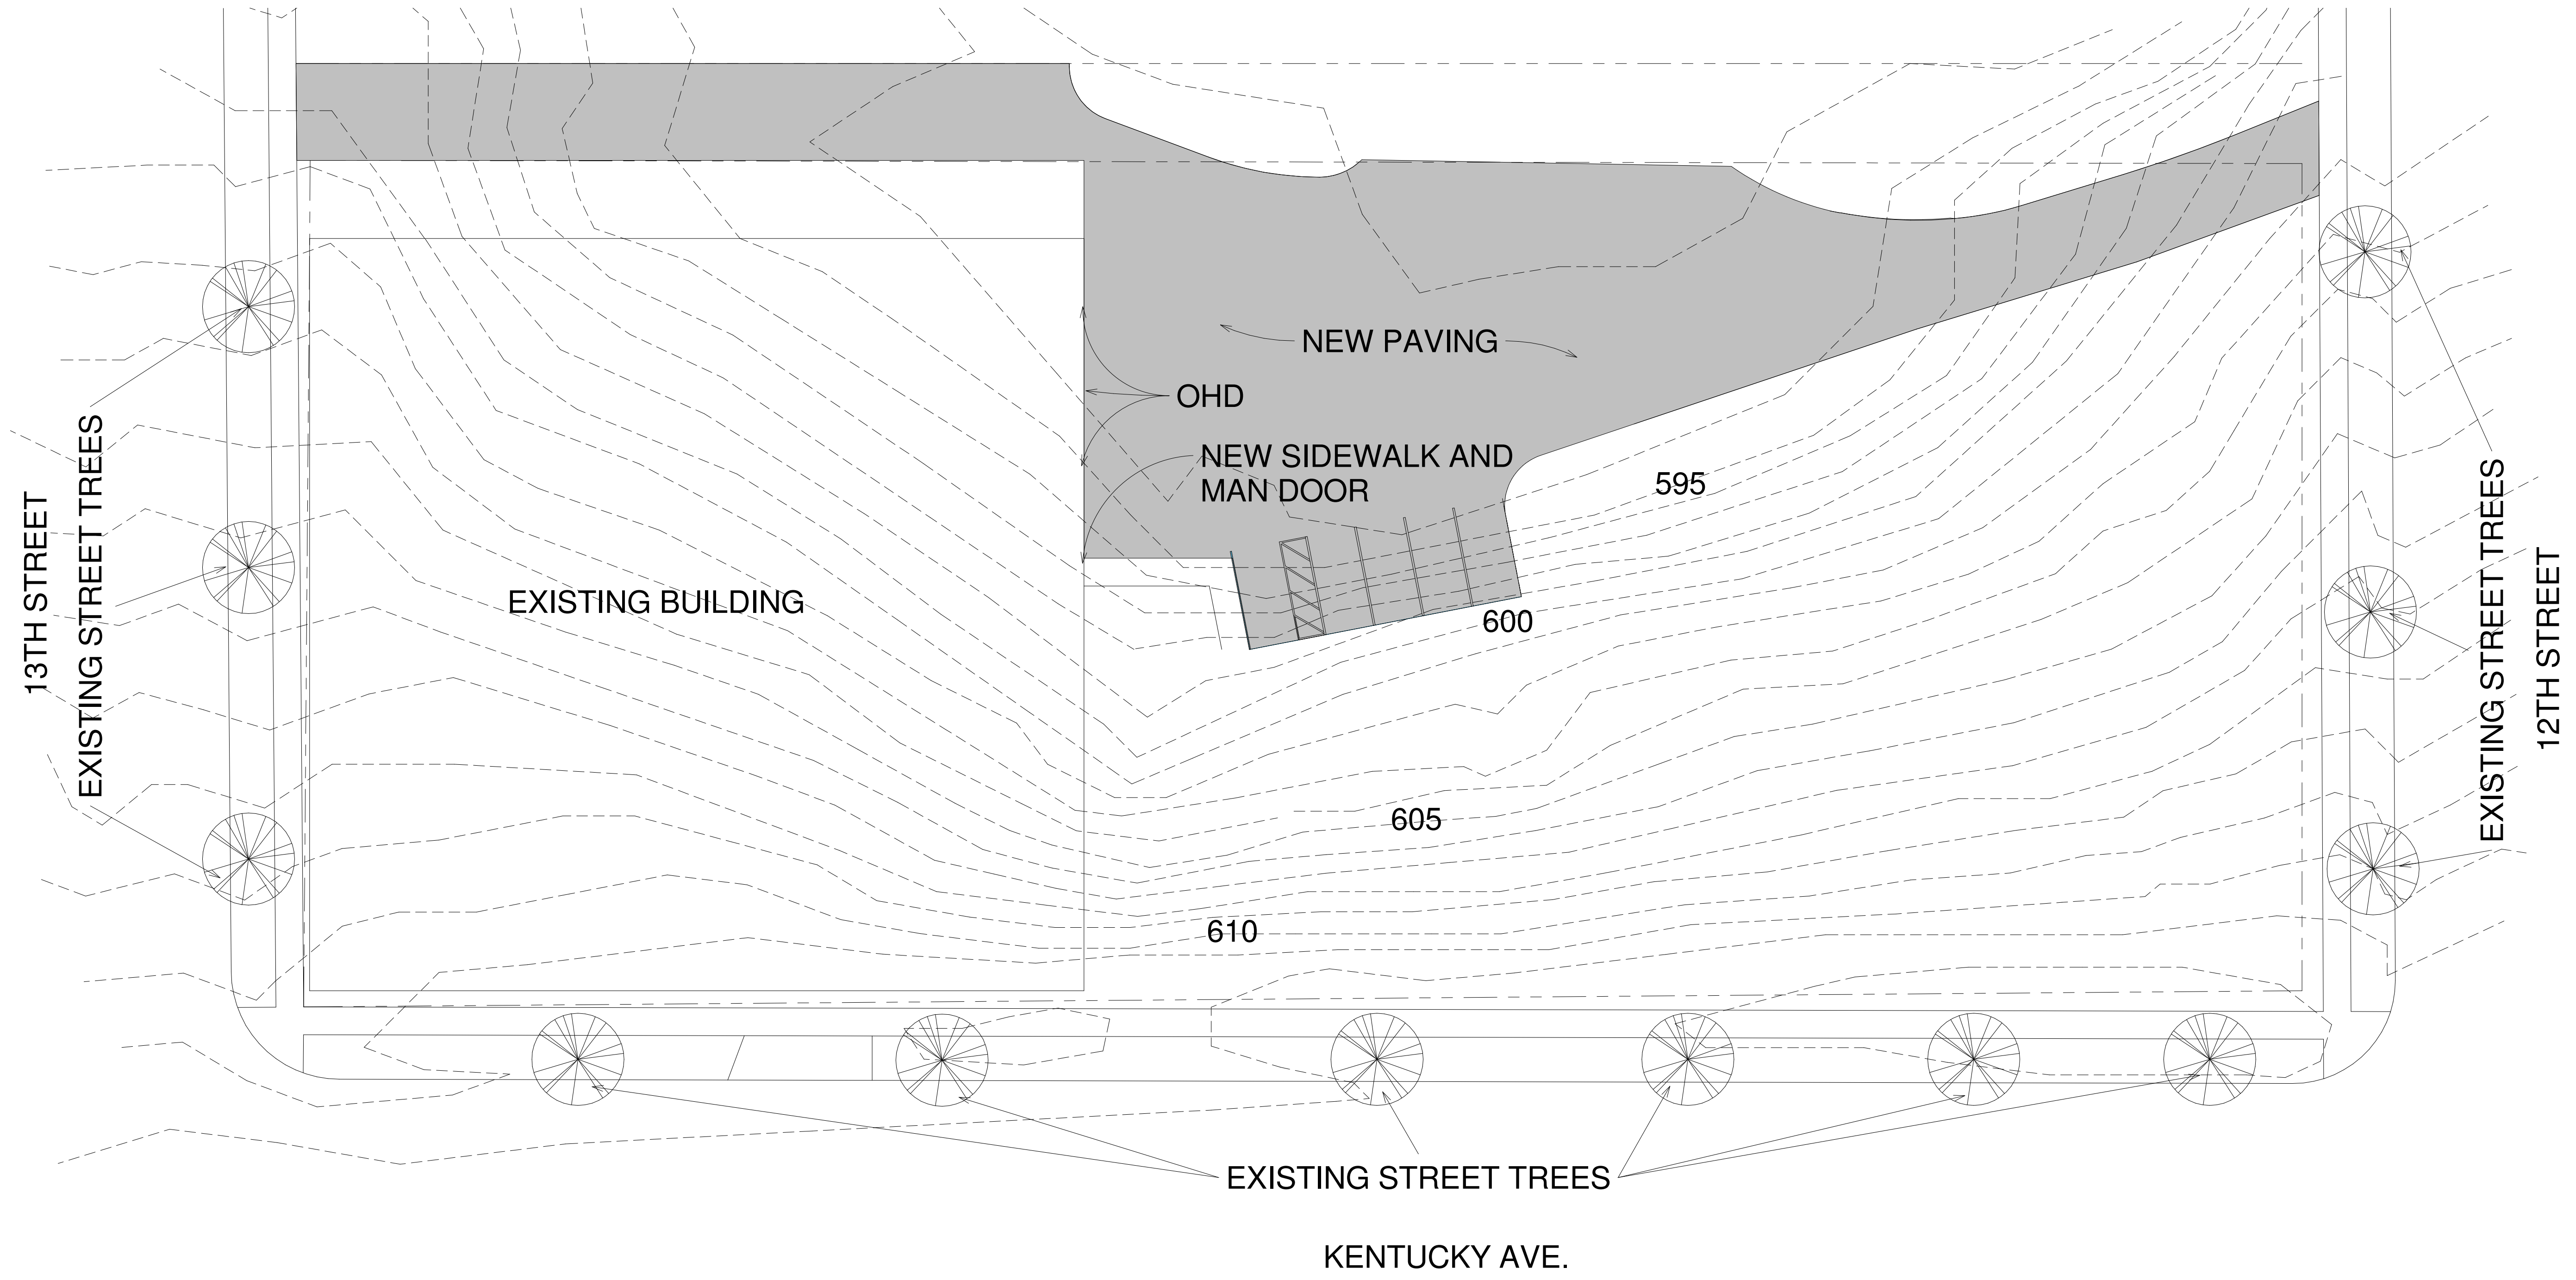 NEW PAVING
OHD
NEW SIDEWALK AND
MAN DOOR
595
EXISTING BUILDING
600
605
610
13TH STREET
EXISTING STREET TREES
EXISTING STREET TREES
12TH STREET
EXISTING STREET TREES
KENTUCKY AVE.